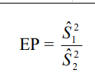 EP = Ŝ₁² / Ŝ₂²